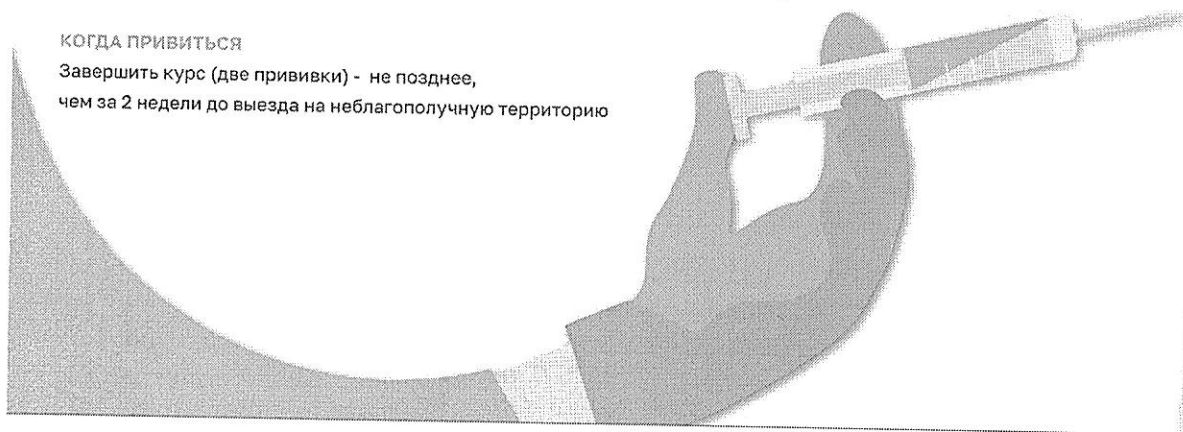 КОГДА ПРИВИТЬСЯ
Завершить курс (две прививки) - не позднее,
чем за 2 недели до выезда на неблагополучную территорию